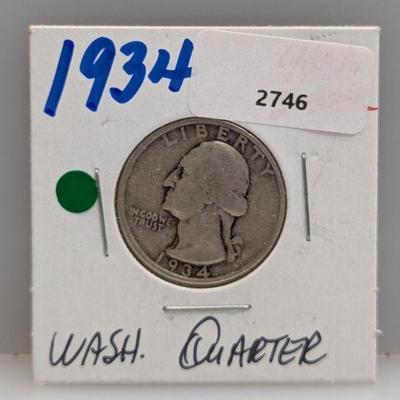 1934
2746
LIBERTY
IN GOD WE
TRUST
1934
WASH. QUARTER